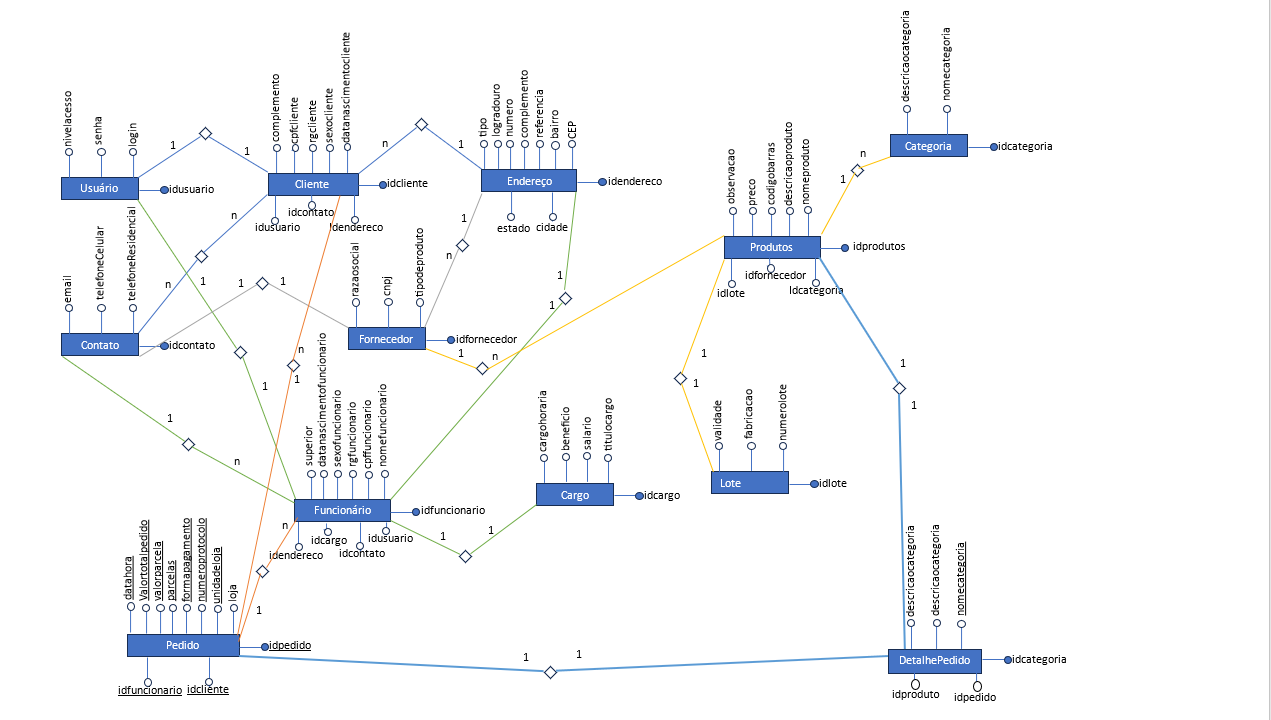 descricaocategoria
nomecategoria
Categoria
idcategoria
n
1
nivelacesso
senha
login
Usuário
idusuario
1
1
complemento
cpfcliente
rgcliente
sexocliente
datanascimentocliente
Cliente
idcliente
idusuario
idcontato
idendereco
n
1
tipo
logradouro
numero
complemento
referencia
bairro
CEP
Endereço
idendereco
estado
cidade
observacao
preco
codigobarras
descricaoproduto
nomeproduto
Produtos
idprodutos
idlote
idfornecedor
Idcategoria
n
n
1
1
1
1
n
1
1
email
telefoneCelular
telefoneResidencial
Contato
idcontato
razaosocial
cnpj
tipodeproduto
Fornecedor
idfornecedor
1
n
n
1
1
1
1
1
1
1
n
validade
fabricacao
numerolote
Lote
idlote
superior
datanascimentofuncionario
sexofuncionario
rgfuncionario
cpffuncionario
nomefuncionario
Funcionário
idfuncionario
idendereco
idcargo
idcontato
idusuario
cargohoraria
beneficio
salario
titulocargo
Cargo
idcargo
1
1
n
1
datahora
Valortotalpedido
valorparcela
parcelas
formapagamento
numeroprotocolo
unidadeloja
loja
Pedido
idpedido
idfuncionario
idcliente
1
1
descricaocategoria
descricaocategoria
nomecategoria
DetalhePedido
idcategoria
idproduto
idpedido